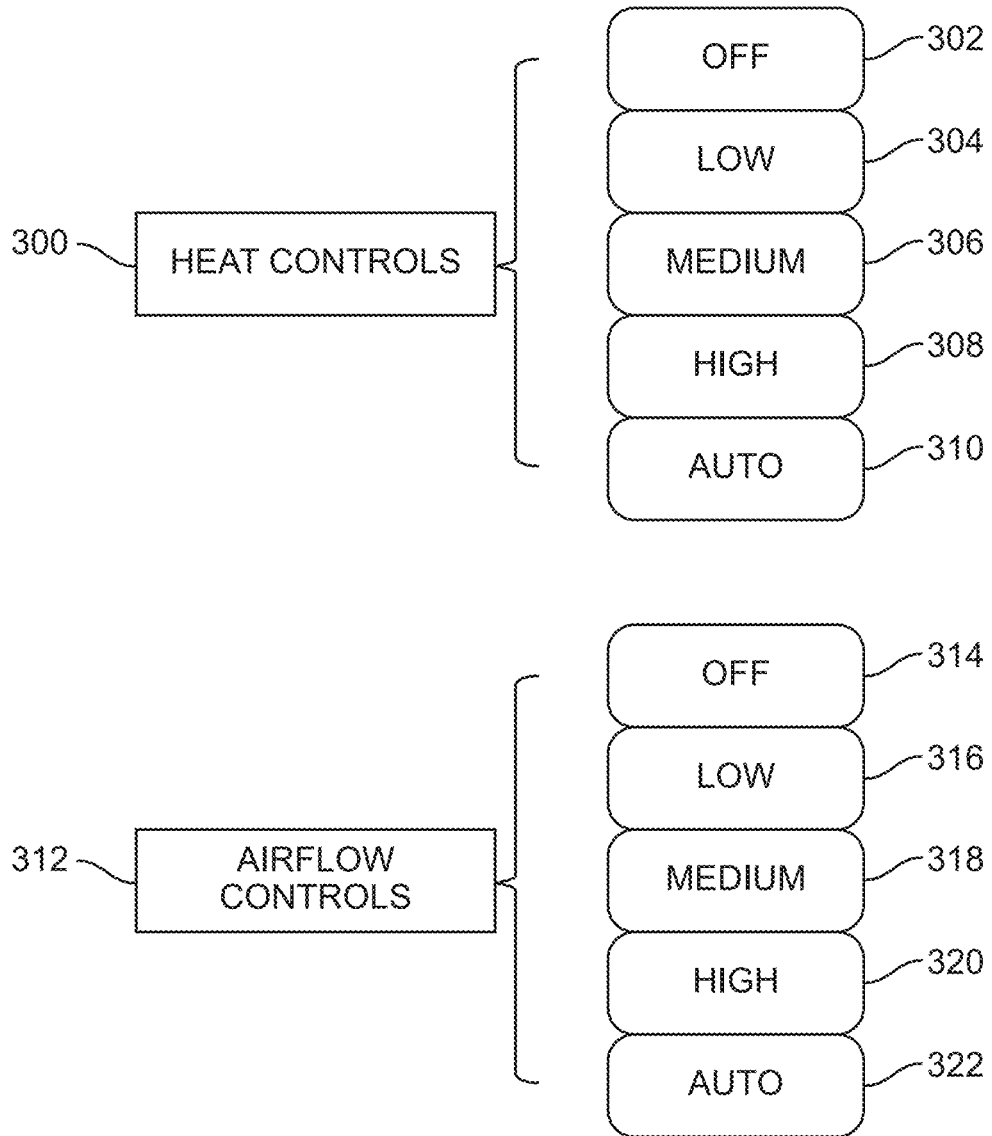 OFF 302
LOW 304
300 HEAT CONTROLS MEDIUM 306
HIGH 308
AUTO 310
OFF 314
LOW 316
312 AIRFLOW
CONTROLS MEDIUM 318
HIGH 320
AUTO 322